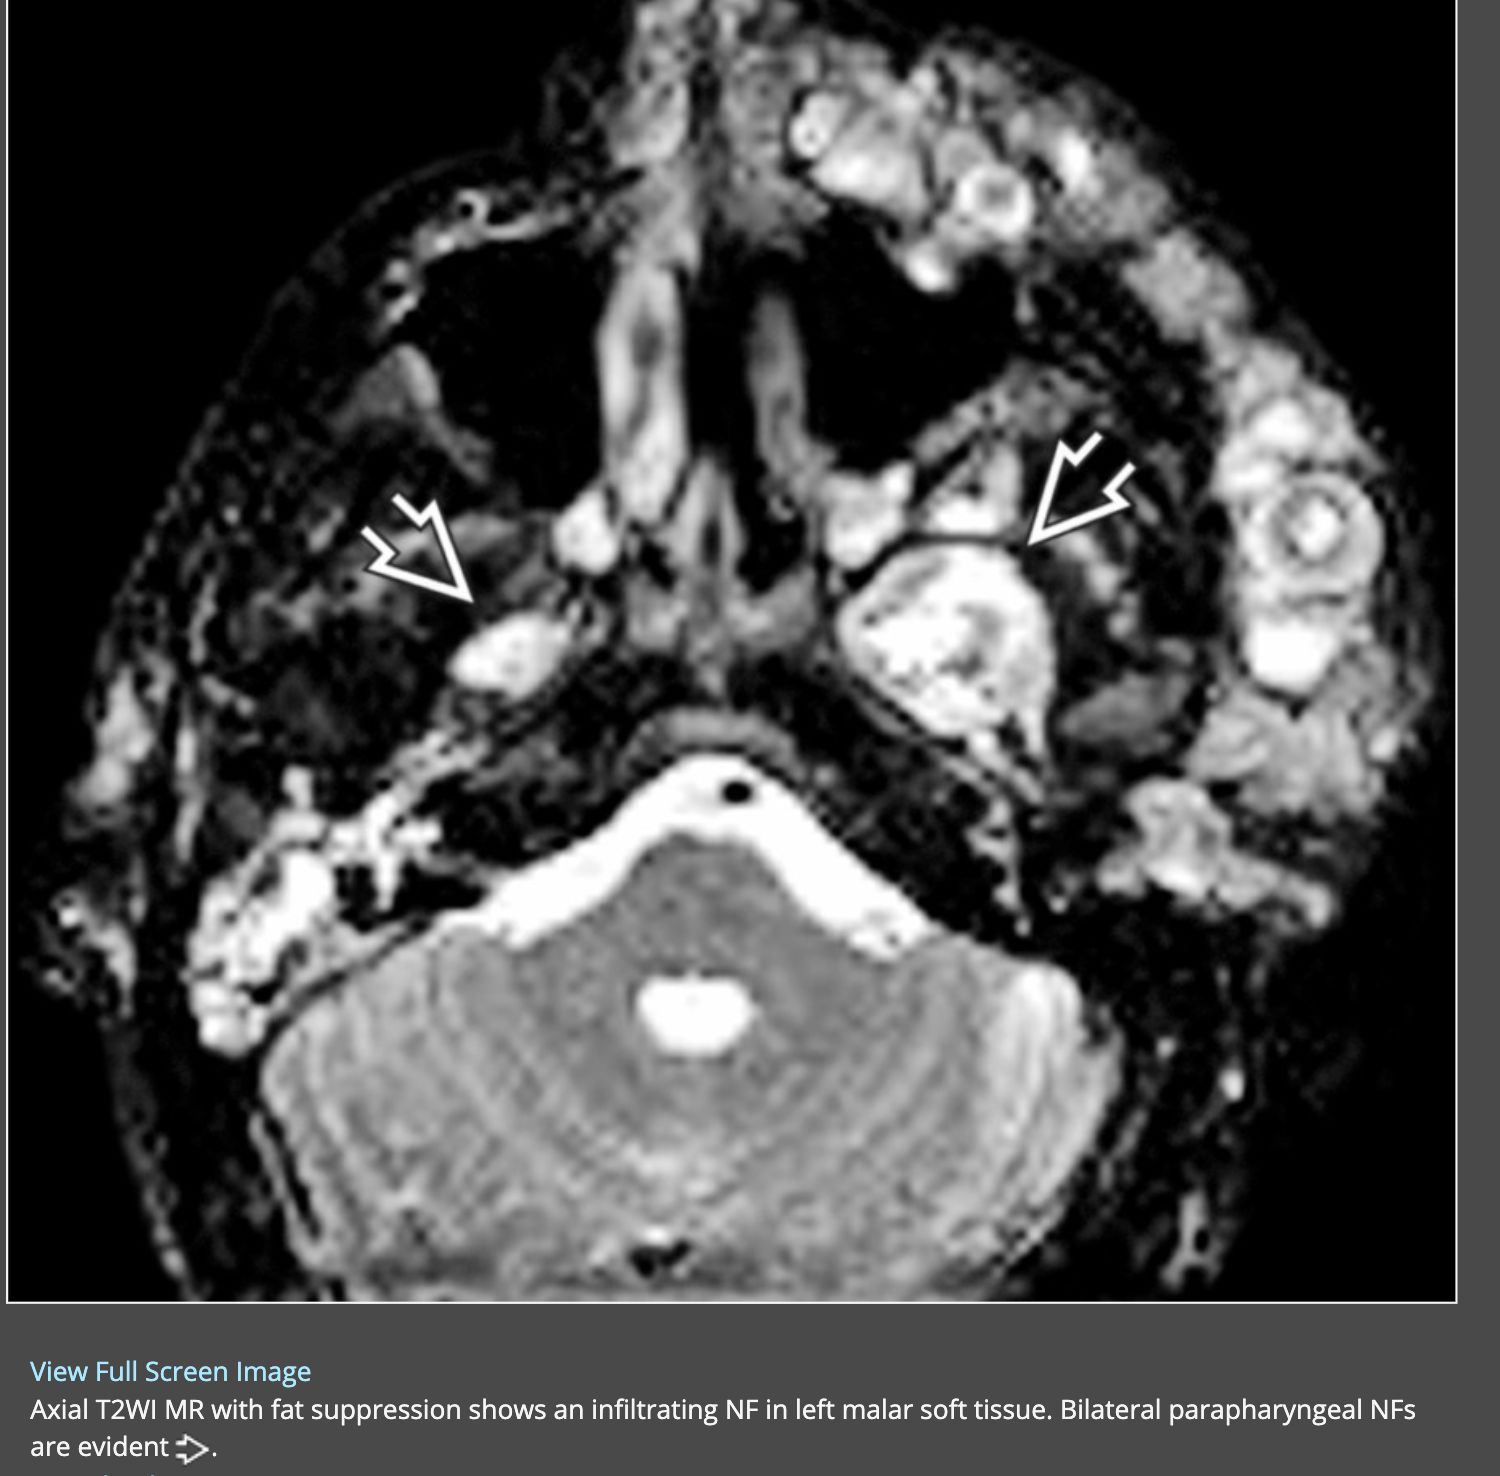 View Full Screen Image
Axial T2WI MR with fat suppression shows an infiltrating NF in left malar soft tissue. Bilateral parapharyngeal NFs
are evident .